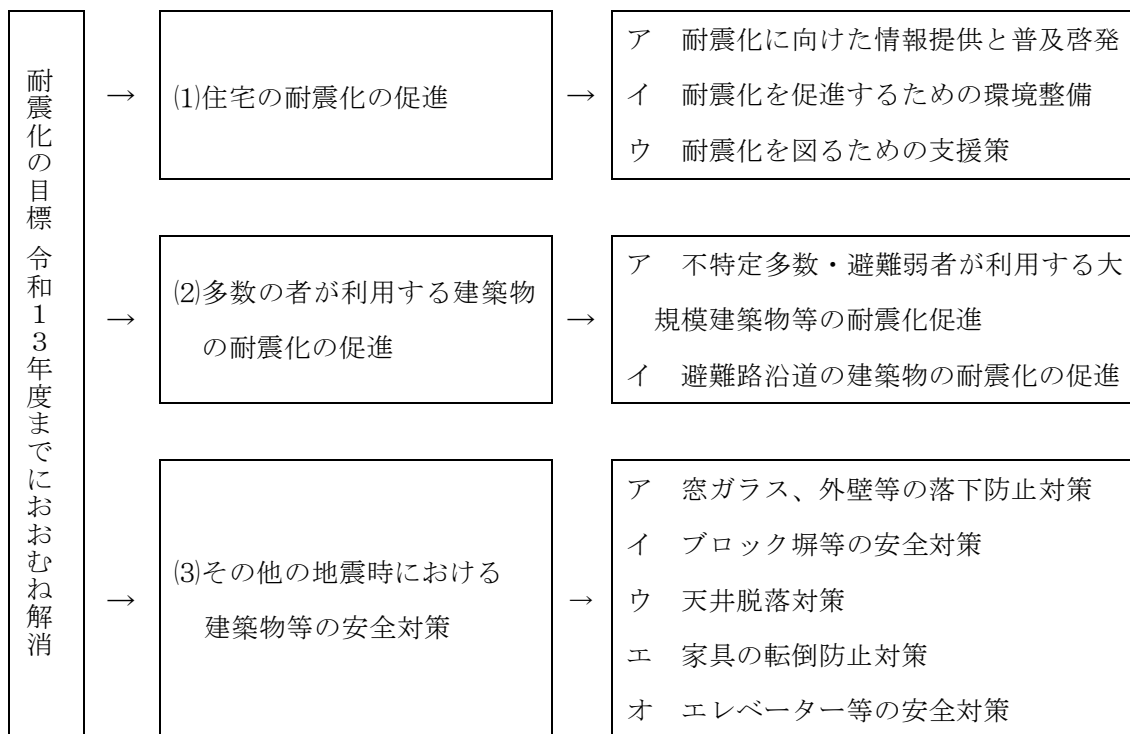 耐震化の目標 令和13年度までにおおむね解消
→
⑴住宅の耐震化の促進
→
ア 耐震化に向けた情報提供と普及啓発
イ 耐震化を促進するための環境整備
ウ 耐震化を図るための支援策
→
⑵多数の者が利用する建築物
の耐震化の促進
→
ア 不特定多数・避難弱者が利用する大
規模建築物等の耐震化促進
イ 避難路沿道の建築物の耐震化の促進
→
⑶その他の地震時における
建築物等の安全対策
→
ア 窓ガラス、外壁等の落下防止対策
イ ブロック塀等の安全対策
ウ 天井脱落対策
エ 家具の転倒防止対策
オ エレベーター等の安全対策